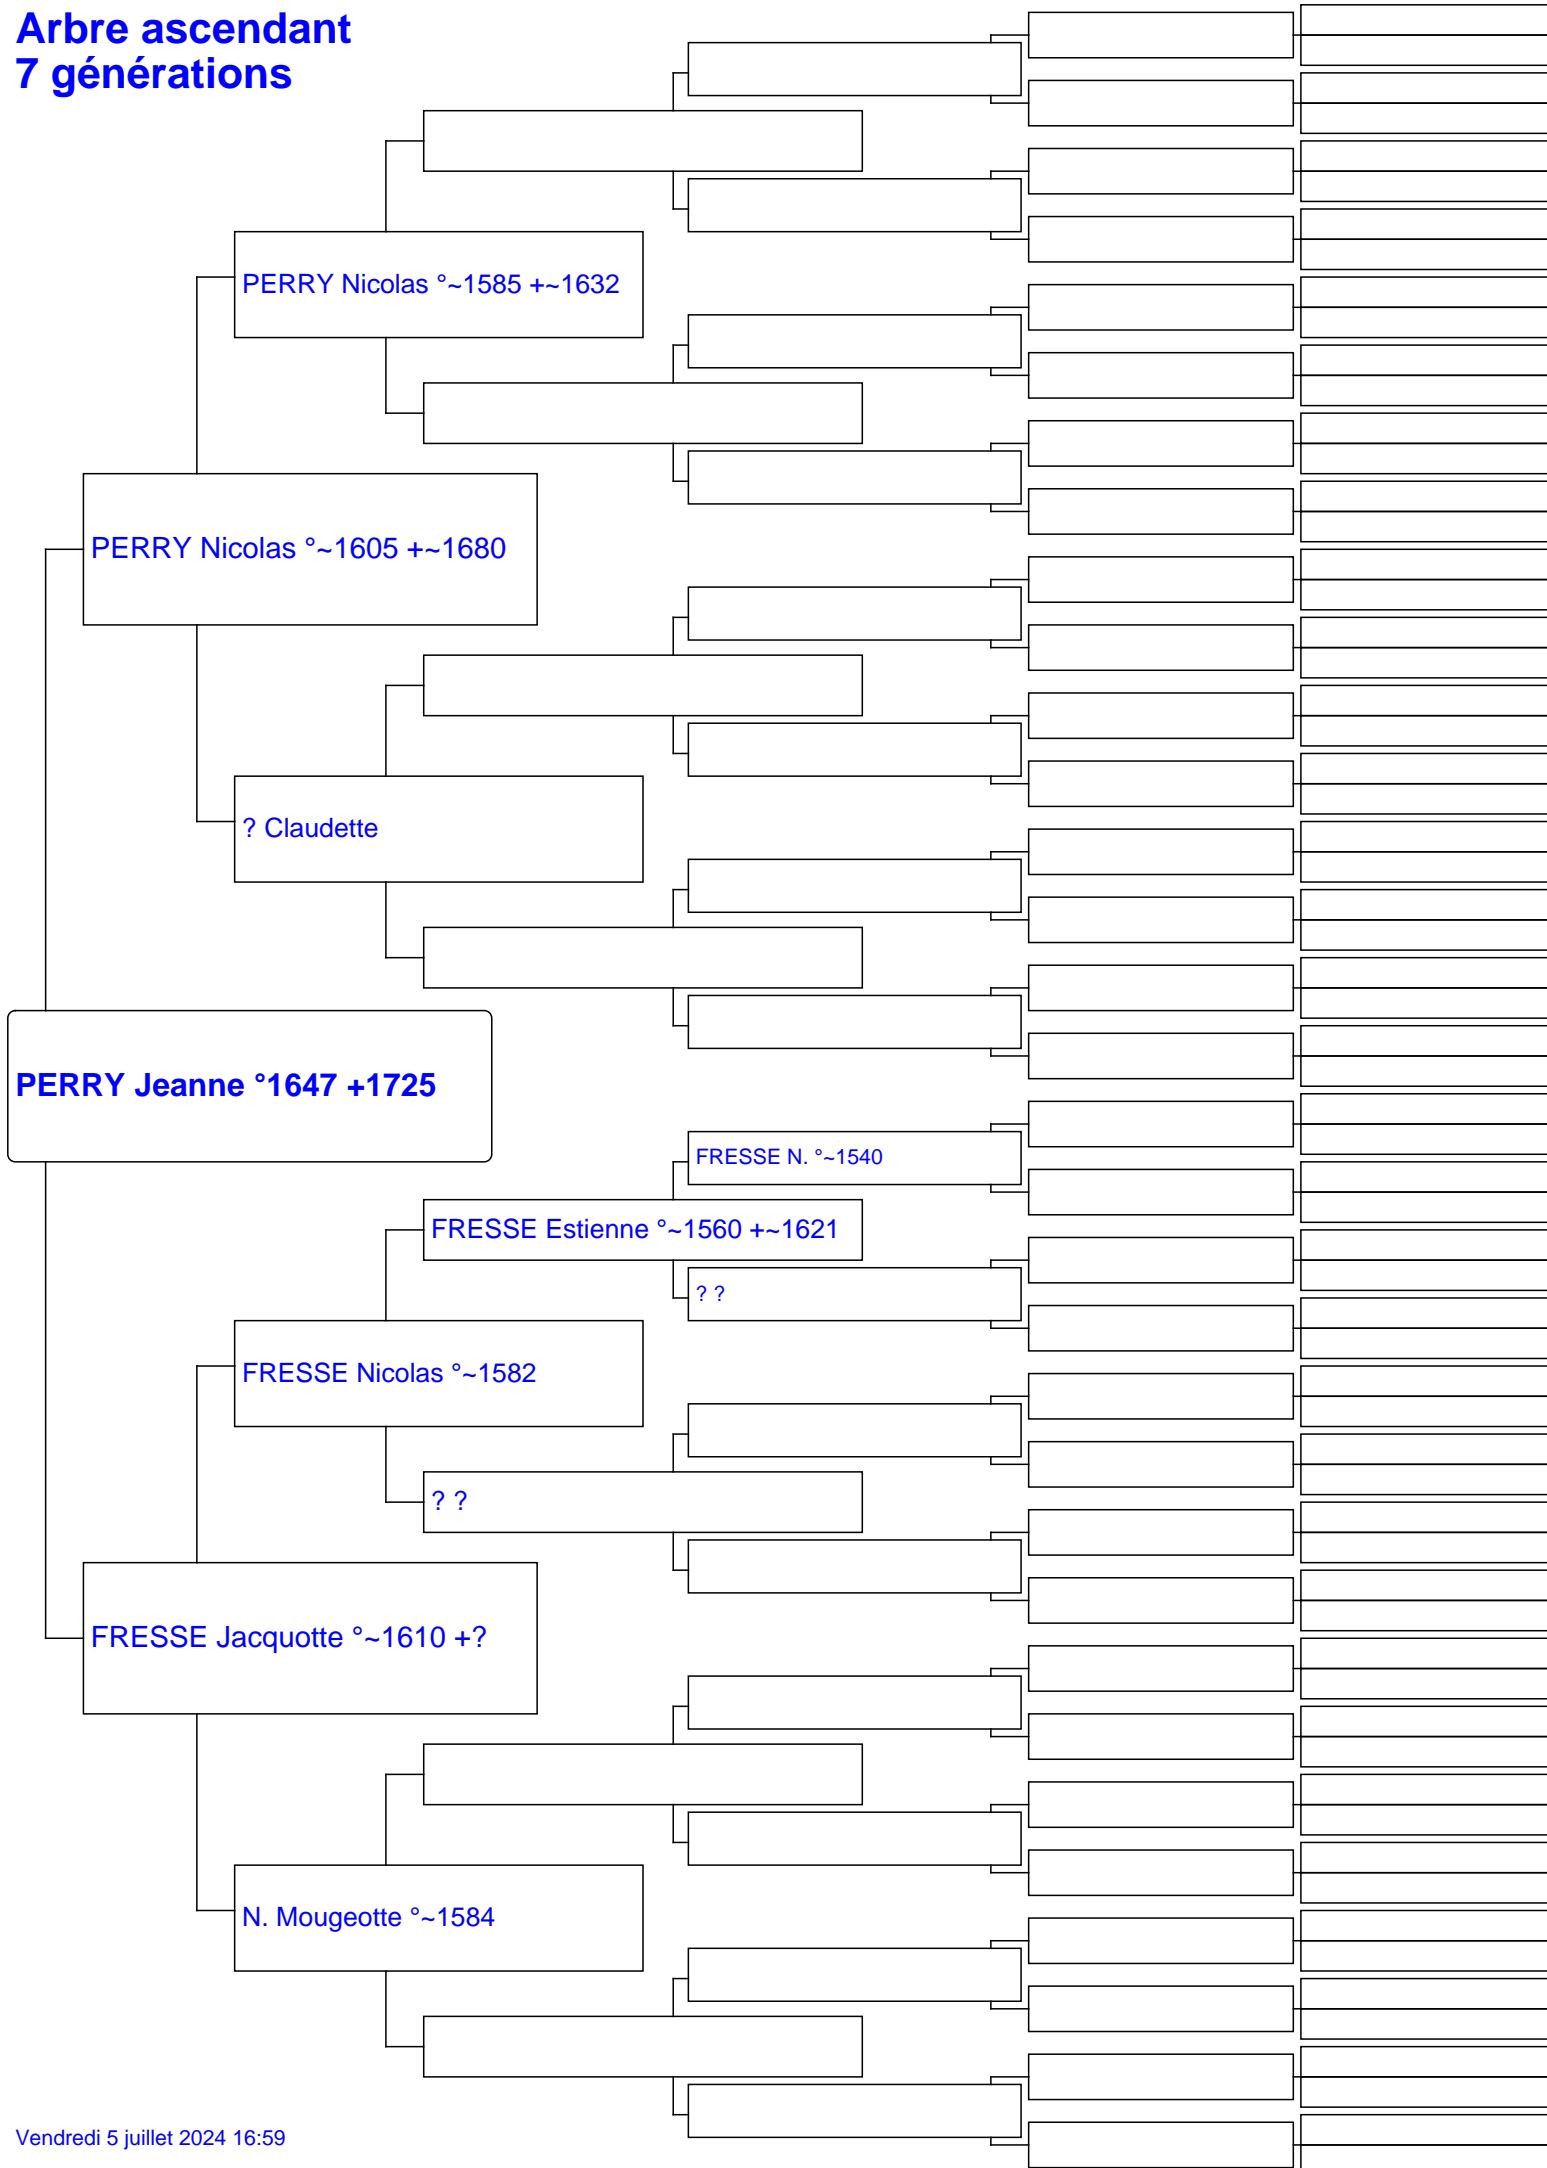 Arbre ascendant
7 générations
PERRY Nicolas °~1585 +~1632
PERRY Nicolas °~1605 +~1680
? Claudette
PERRY Jeanne °1647 +1725
FRESSE N. °~1540
FRESSE Estienne °~1560 +~1621
? ?
FRESSE Nicolas °~1582
? ?
FRESSE Jacquotte °~1610 +?
N. Mougeotte °~1584
Vendredi 5 juillet 2024 16:59